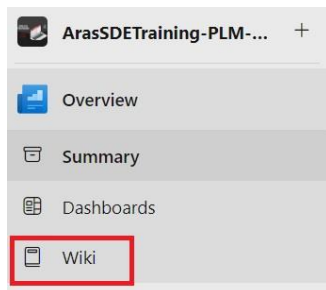 ArasSDETraining-PLM-... +
Overview
Summary
Dashboards
Wiki